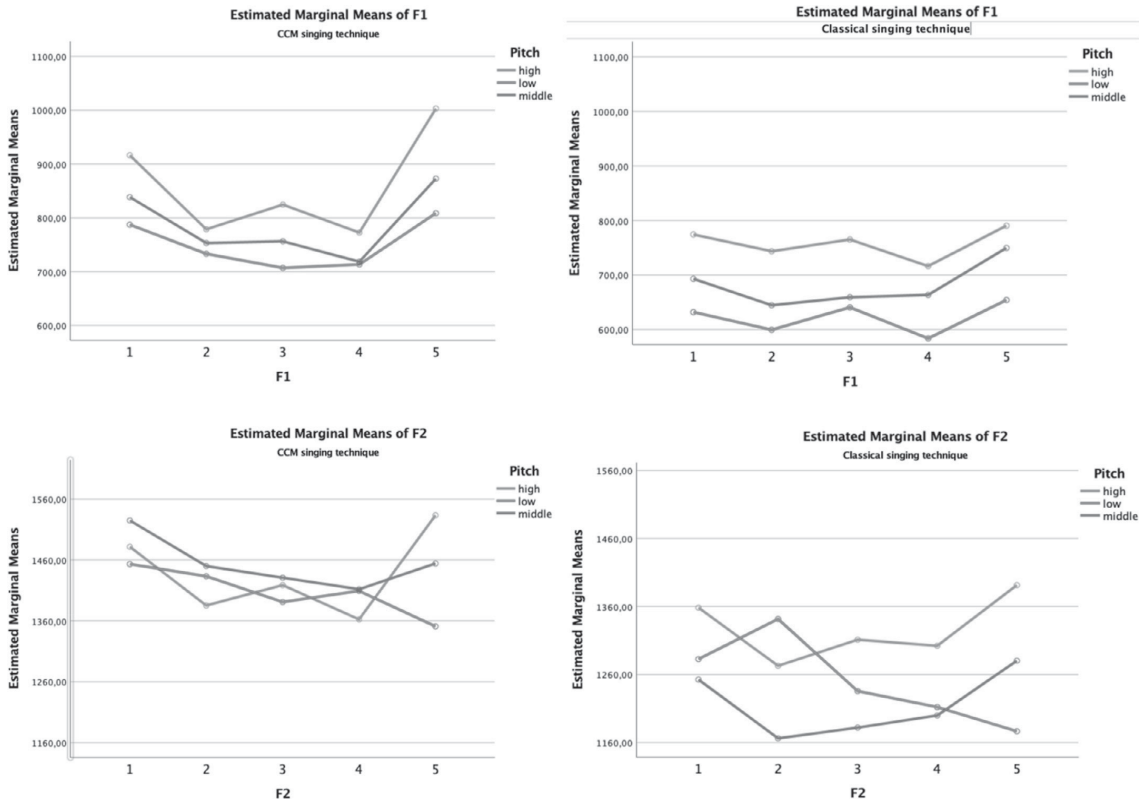 Estimated Marginal Means of F1
CCM singing technique
Pitch
high
low
middle
Estimated Marginal Means
1100,00
1000,00
900,00
800,00
700,00
600,00
1 2 3 4 5
F1
Estimated Marginal Means of F1
Classical singing technique
Pitch
high
low
middle
Estimated Marginal Means
1100,00
1000,00
900,00
800,00
700,00
600,00
1 2 3 4 5
F1
Estimated Marginal Means of F2
CCM singing technique
Pitch
high
low
middle
Estimated Marginal Means
1560,00
1460,00
1360,00
1260,00
1160,00
1 2 3 4 5
F2
Estimated Marginal Means of F2
Classical singing technique
Pitch
high
low
middle
Estimated Marginal Means
1560,00
1460,00
1360,00
1260,00
1160,00
1 2 3 4 5
F2